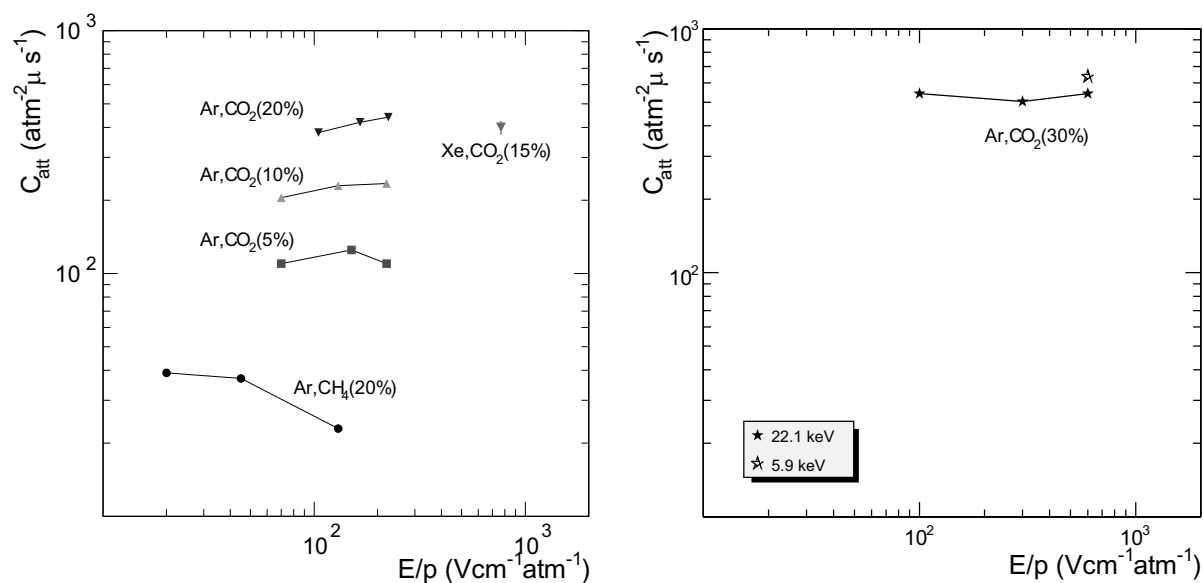 10³
C_att (atm⁻²μ s⁻¹)
Ar,CO₂(20%)
Xe,CO₂(15%)
Ar,CO₂(10%)
Ar,CO₂(5%)
10²
Ar,CH₄(20%)
10² 10³
E/p (Vcm⁻¹atm⁻¹)
10³
C_att (atm⁻²μ s⁻¹)
Ar,CO₂(30%)
10²
22.1 keV
5.9 keV
10² 10³
E/p (Vcm⁻¹atm⁻¹)